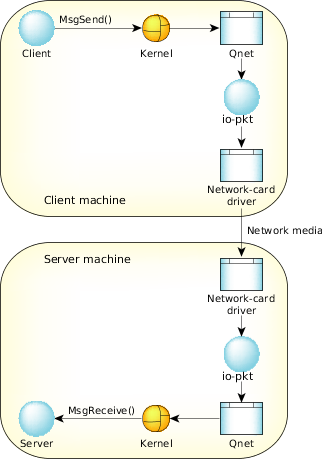 MsgSend()
Client
Kernel
Qnet
io-pkt
Network-card
driver
Client machine
Network media
Server machine
Network-card
driver
io-pkt
MsgReceive()
Server
Kernel
Qnet